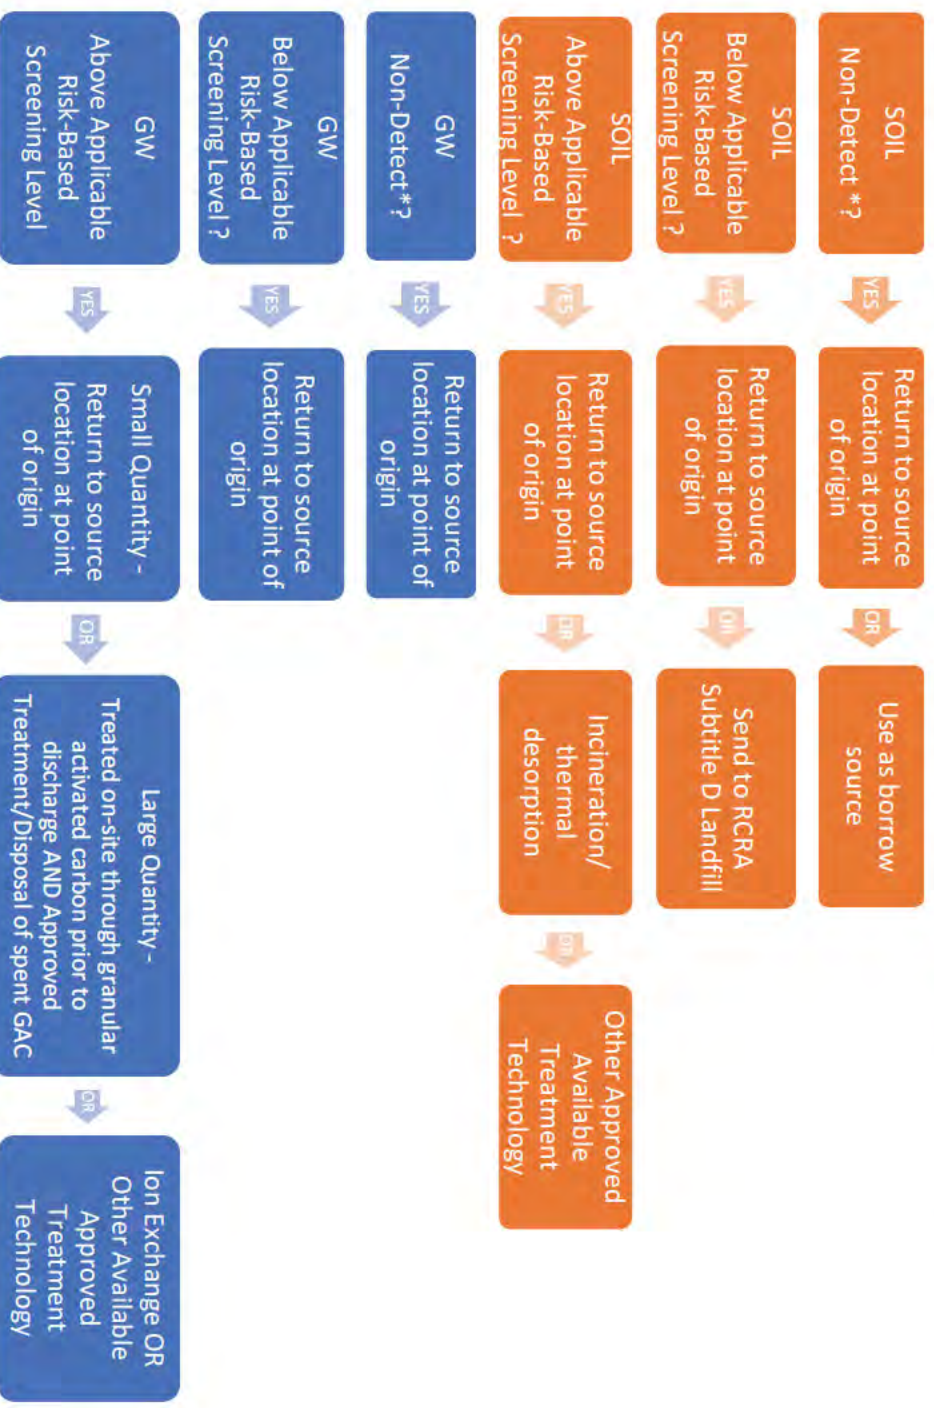 SOIL
Non-Detect *?
YES
Return to source
location at point
of origin
OR
Use as borrow
source
SOIL
Below Applicable
Risk-Based
Screening Level ?
YES
Return to source
location at point
of origin
OR
Send to RCRA
Subtitle D Landfill
SOIL
Above Applicable
Risk-Based
Screening Level ?
YES
Return to source
location at point
of origin
OR
Incineration/
thermal
desorption
OR
Other Approved
Available
Treatment
Technology
GW
Non-Detect*?
YES
Return to source
location at point of
origin
GW
Below Applicable
Risk-Based
Screening Level ?
YES
Return to source
location at point of
origin
GW
Above Applicable
Risk-Based
Screening Level
YES
Small Quantity -
Return to source
location at point
of origin
OR
Large Quantity -
Treated on-site through granular
activated carbon prior to
discharge AND Approved
Treatment/Disposal of spent GAC
OR
Ion Exchange OR
Other Available
Approved
Treatment
Technology